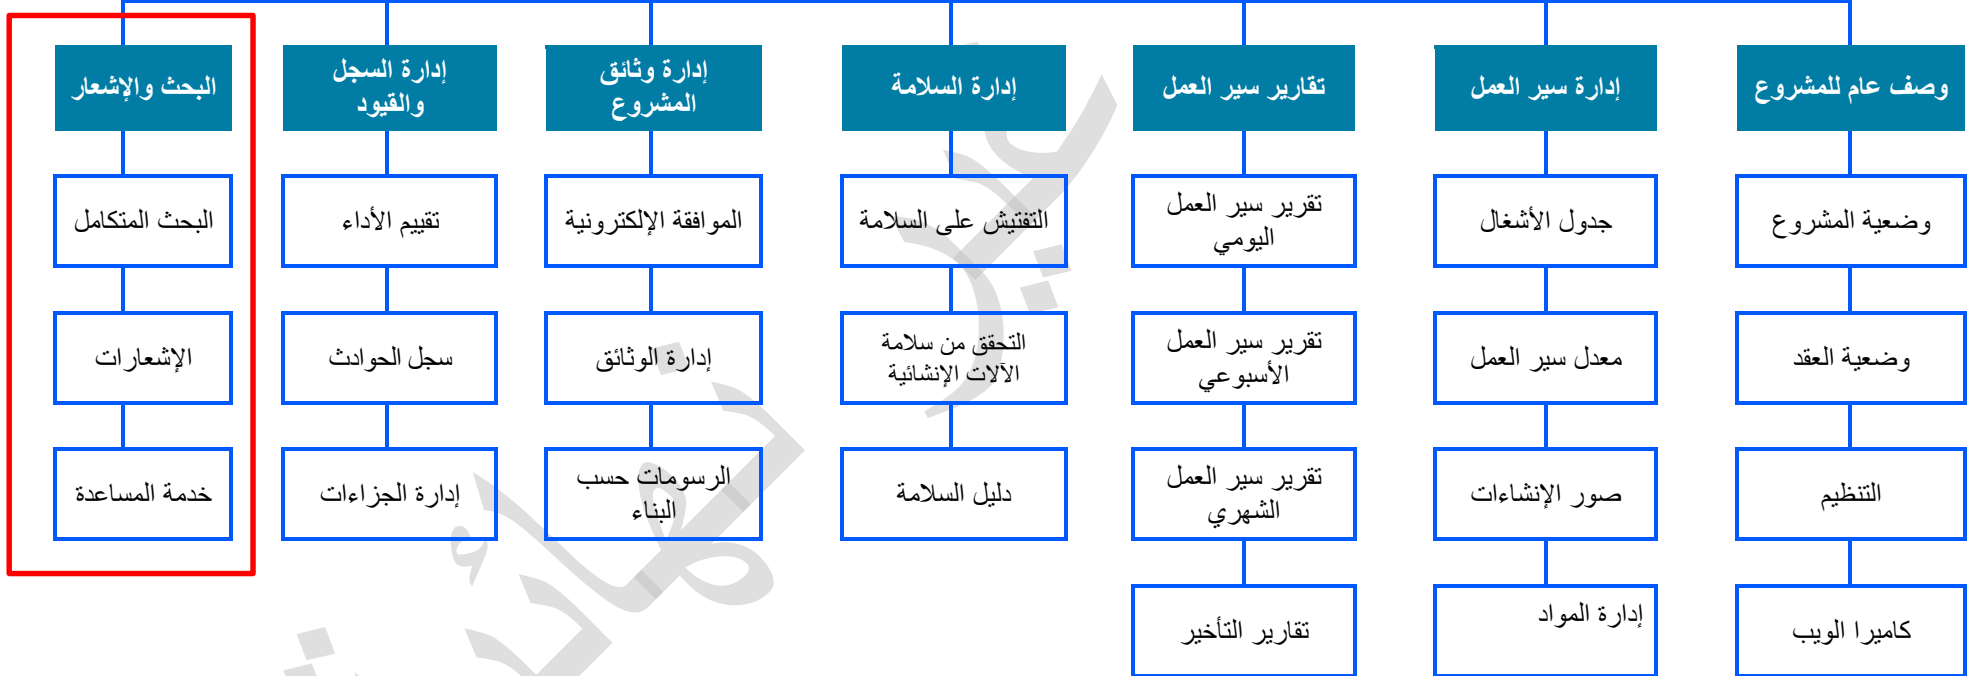 وصف عام للمشروع
إدارة سير العمل
تقارير سير العمل
إدارة السلامة
إدارة وثائق
المشروع
إدارة السجل
والقيود
البحث والإشعار
وضعية المشروع
جدول الأشغال
تقرير سير العمل
اليومي
التفتيش على السلامة
الموافقة الإلكترونية
تقييم الأداء
البحث المتكامل
وضعية العقد
معدل سير العمل
تقرير سير العمل
الأسبوعي
التحقق من سلامة
الآلات الإنشائية
إدارة الوثائق
سجل الحوادث
الإشعارات
التنظيم
صور الإنشاءات
تقرير سير العمل
الشهري
دليل السلامة
الرسومات حسب
البناء
إدارة الجزاءات
خدمة المساعدة
كاميرا الويب
إدارة المواد
تقارير التأخير